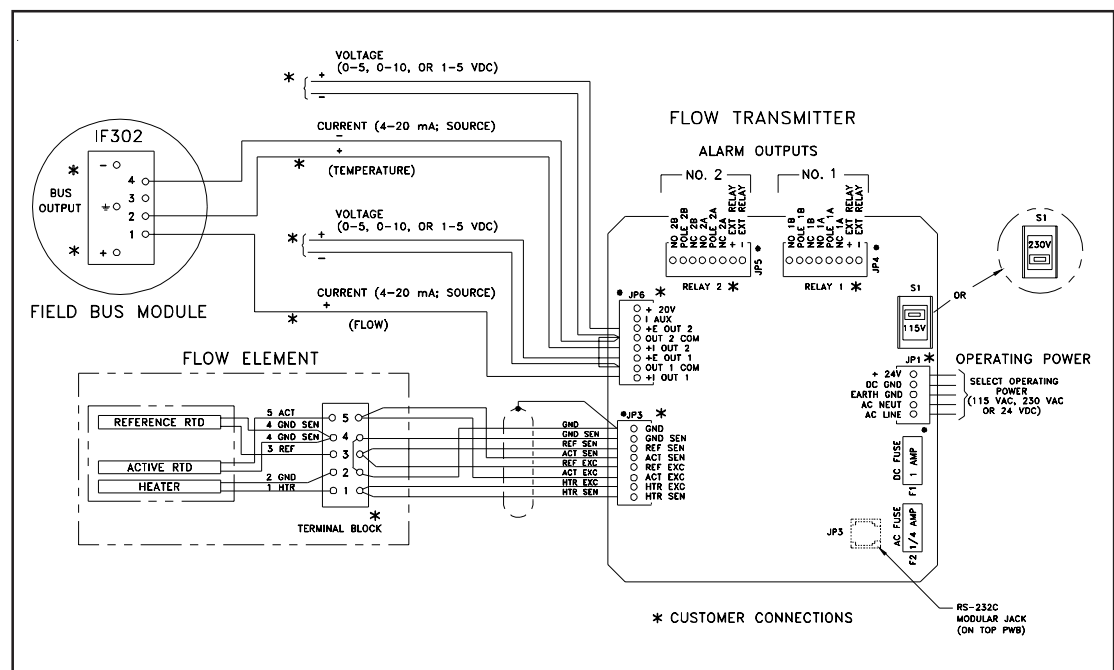 VOLTAGE
(0-5, 0-10, OR 1-5 VDC)
* +
-
CURRENT (4-20 mA; SOURCE)
-
+
* (TEMPERATURE)
IF302
* - 4
BUS
OUTPUT
3
2
1
* +
FIELD BUS MODULE
VOLTAGE
(0-5, 0-10, OR 1-5 VDC)
* +
-
CURRENT (4-20 mA; SOURCE)
+
* (FLOW)
FLOW TRANSMITTER
ALARM OUTPUTS
NO. 2
NO. 1
NO 2B
POLE 2B
NC 2B
NO 2A
POLE 2A
NC 2A
+ EXT RELAY
- EXT RELAY
JP5 *
RELAY 2 *
NO 1B
POLE 1B
NC 1B
NO 1A
POLE 1A
NC 1A
+ EXT RELAY
- EXT RELAY
JP4 *
RELAY 1 *
S1
115V
OR
S1
230V
* JP6 *
+ 20V
I AUX
+E OUT 2
OUT 2 COM
+I OUT 2
+E OUT 1
OUT 1 COM
+I OUT 1
JP1 *
+ 24V
DC GND
EARTH GND
AC NEUT
AC LINE
OPERATING POWER
SELECT OPERATING
POWER
(115 VAC, 230 VAC
OR 24 VDC)
FLOW ELEMENT
REFERENCE RTD
ACTIVE RTD
HEATER
5 ACT
4 GND SEN
4 GND SEN
3 REF
2 GND
1 HTR
5
4
3
2
1
*
TERMINAL BLOCK
GND
GND SEN
REF SEN
ACT SEN
REF EXC
ACT EXC
HTR EXC
HTR SEN
* JP3 *
GND
GND SEN
REF SEN
ACT SEN
REF EXC
ACT EXC
HTR EXC
HTR SEN
*
DC FUSE
1 AMP
F1
AC FUSE
1/4 AMP
F2
JP3
RS-232C
MODULAR JACK
(ON TOP PWB)
* CUSTOMER CONNECTIONS